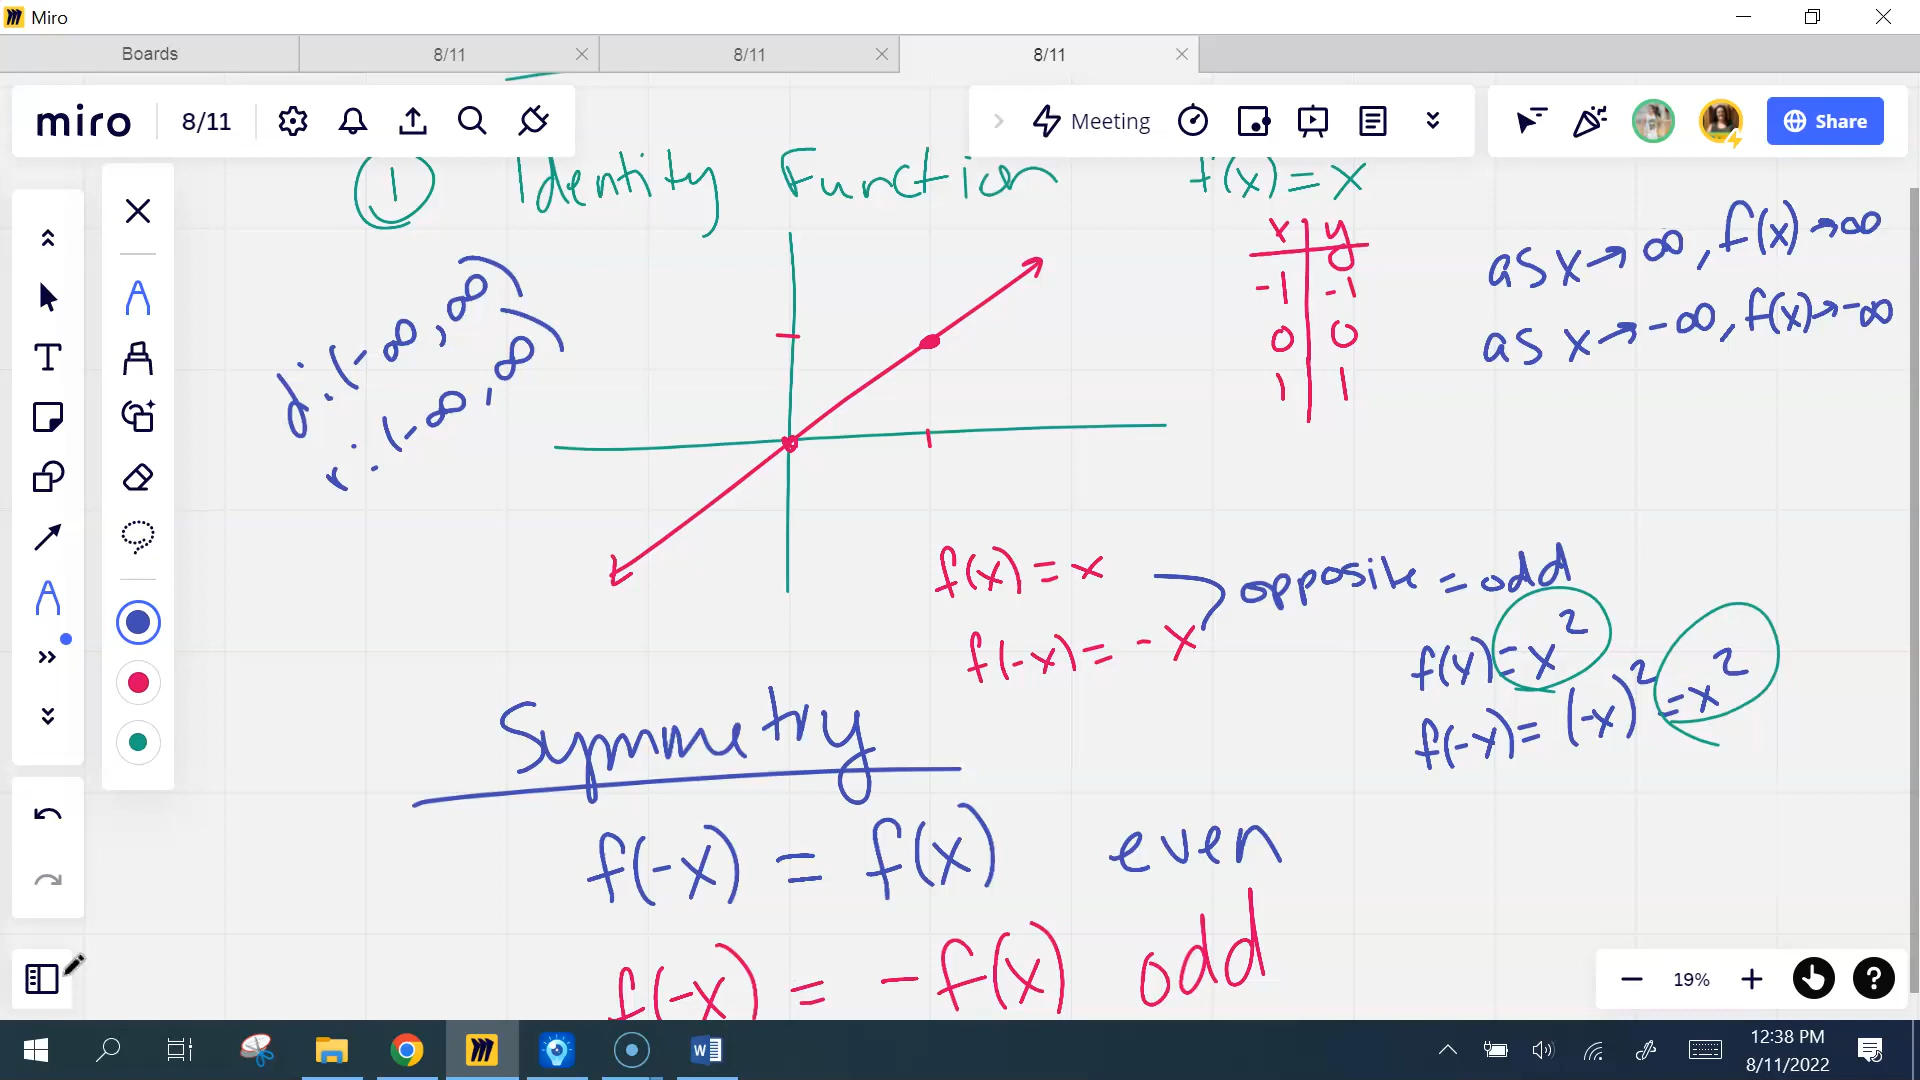 Miro
Boards 8/11 8/11 8/11
miro 8/11 Meeting Share
① Identity Function f(x) = x
x y
-1 -1
0 0
1 1
as x → ∞, f(x) → ∞
as x → -∞, f(x) → -∞
d: (-∞, ∞)
r: (-∞, ∞)
f(x) = x
f(-x) = -x
opposite = odd
f(x) = x²
f(-x) = (-x)² = x²
Symmetry
f(-x) = f(x) even
f(-x) = -f(x) odd
19%
12:38 PM
8/11/2022